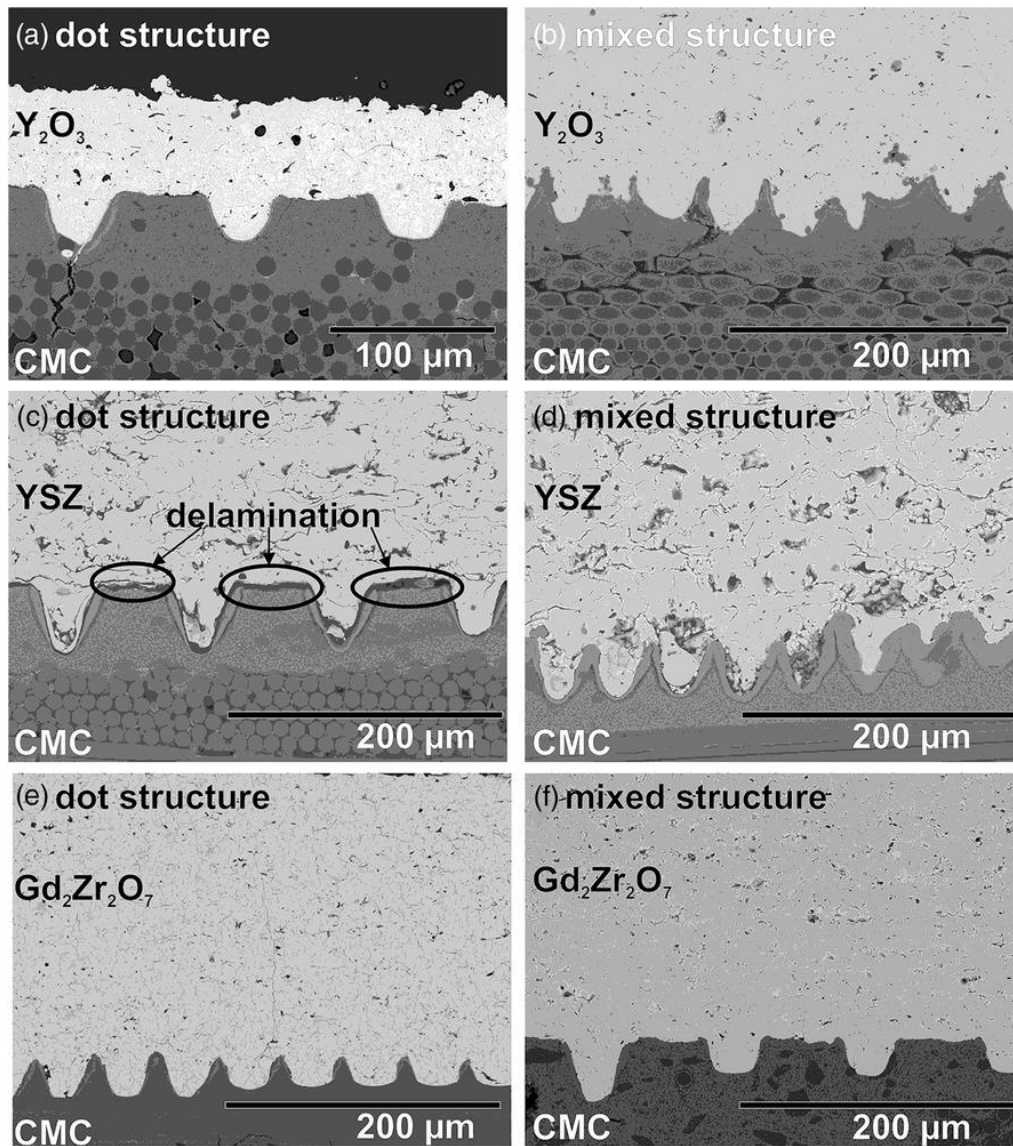 (a) dot structure
Y₂O₃
CMC
100 µm
(b) mixed structure
Y₂O₃
CMC
200 µm
(c) dot structure
YSZ
delamination
CMC
200 µm
(d) mixed structure
YSZ
CMC
200 µm
(e) dot structure
Gd₂Zr₂O₇
CMC
200 µm
(f) mixed structure
Gd₂Zr₂O₇
CMC
200 µm